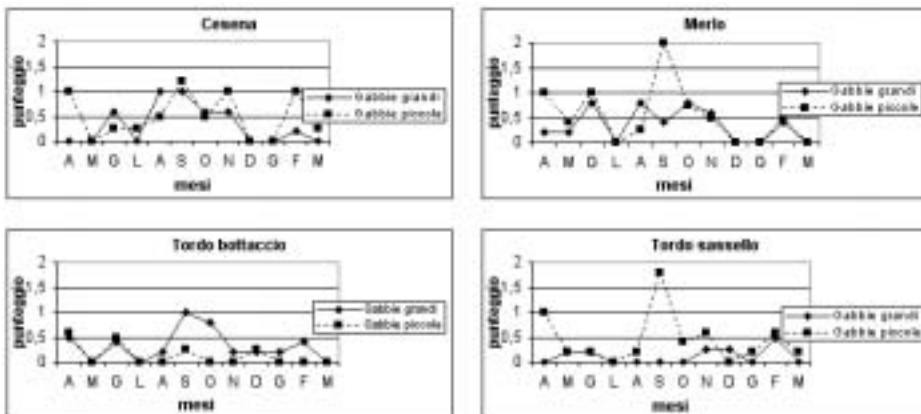 Cesena
punteggio
2
1,5
1
0,5
0
A M G L A S O N D G F M
mesi
Gabbie grandi
Gabbie piccole
Merlo
punteggio
2
1,5
1
0,5
0
A M G L A S O N D G F M
mesi
Gabbie grandi
Gabbie piccole
Tordo bottaccio
punteggio
2
1,5
1
0,5
0
A M G L A S O N D G F M
mesi
Gabbie grandi
Gabbie piccole
Tordo sassello
punteggio
2
1,5
1
0,5
0
A M G L A S O N D G F M
mesi
Gabbie grandi
Gabbie piccole